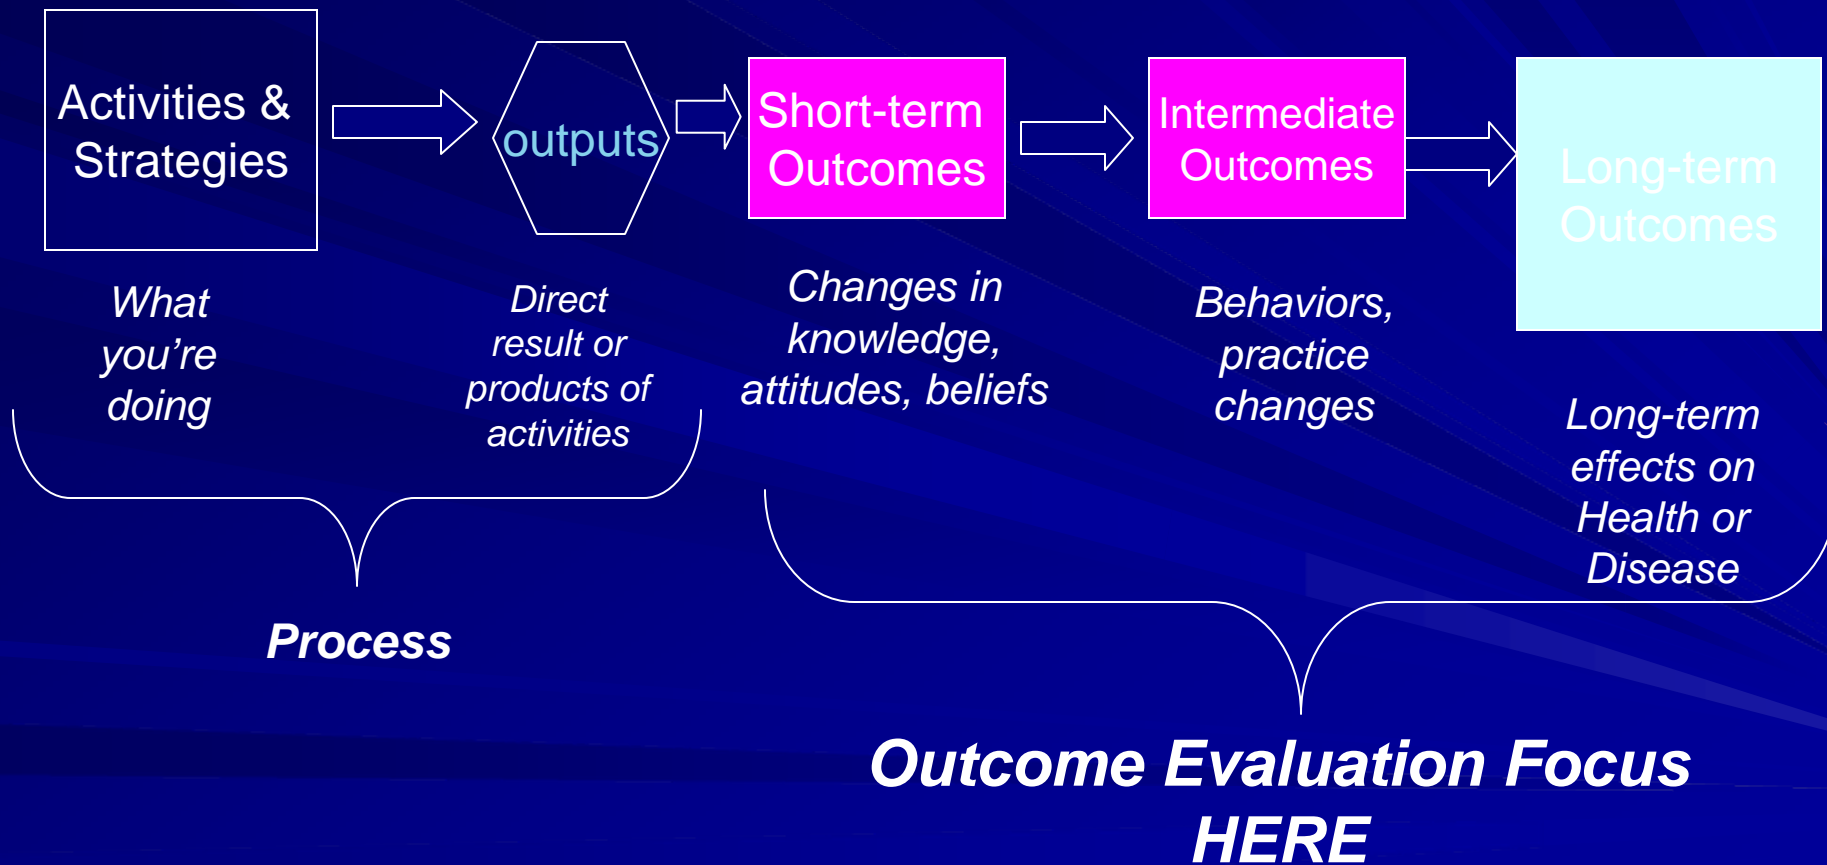 Activities &
Strategies
outputs
Short-term
Outcomes
Intermediate
Outcomes
Long-term
Outcomes
What
you're
doing
Direct
result or
products of
activities
Changes in
knowledge,
attitudes, beliefs
Behaviors,
practice
changes
Long-term
effects on
Health or
Disease
Process
Outcome Evaluation Focus
HERE